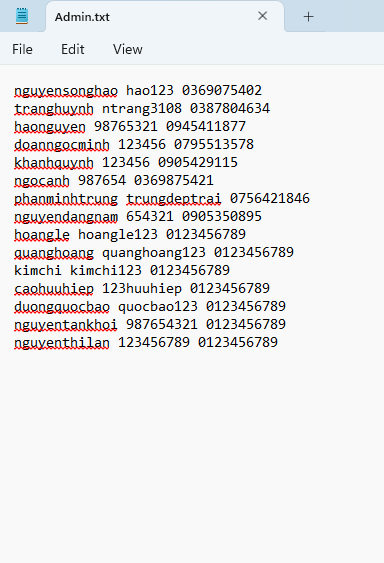 Admin.txt
File Edit View
nguyensonghao hao123 0369075402
tranghuynh ntrang3108 0387804634
haonguyen 98765321 0945411877
doanngocminh 123456 0795513578
khanhquynh 123456 0905429115
ngocanh 987654 0369875421
phanminhtrung trungdeptrai 0756421846
nguyendangnam 654321 0905350895
hoangle hoangle123 0123456789
quanghoang quanghoang123 0123456789
kimchi kimchi123 0123456789
caohuuhiep 123huuhiep 0123456789
duongquocbao quocbao123 0123456789
nguyentankhoi 987654321 0123456789
nguyenthilan 123456789 0123456789